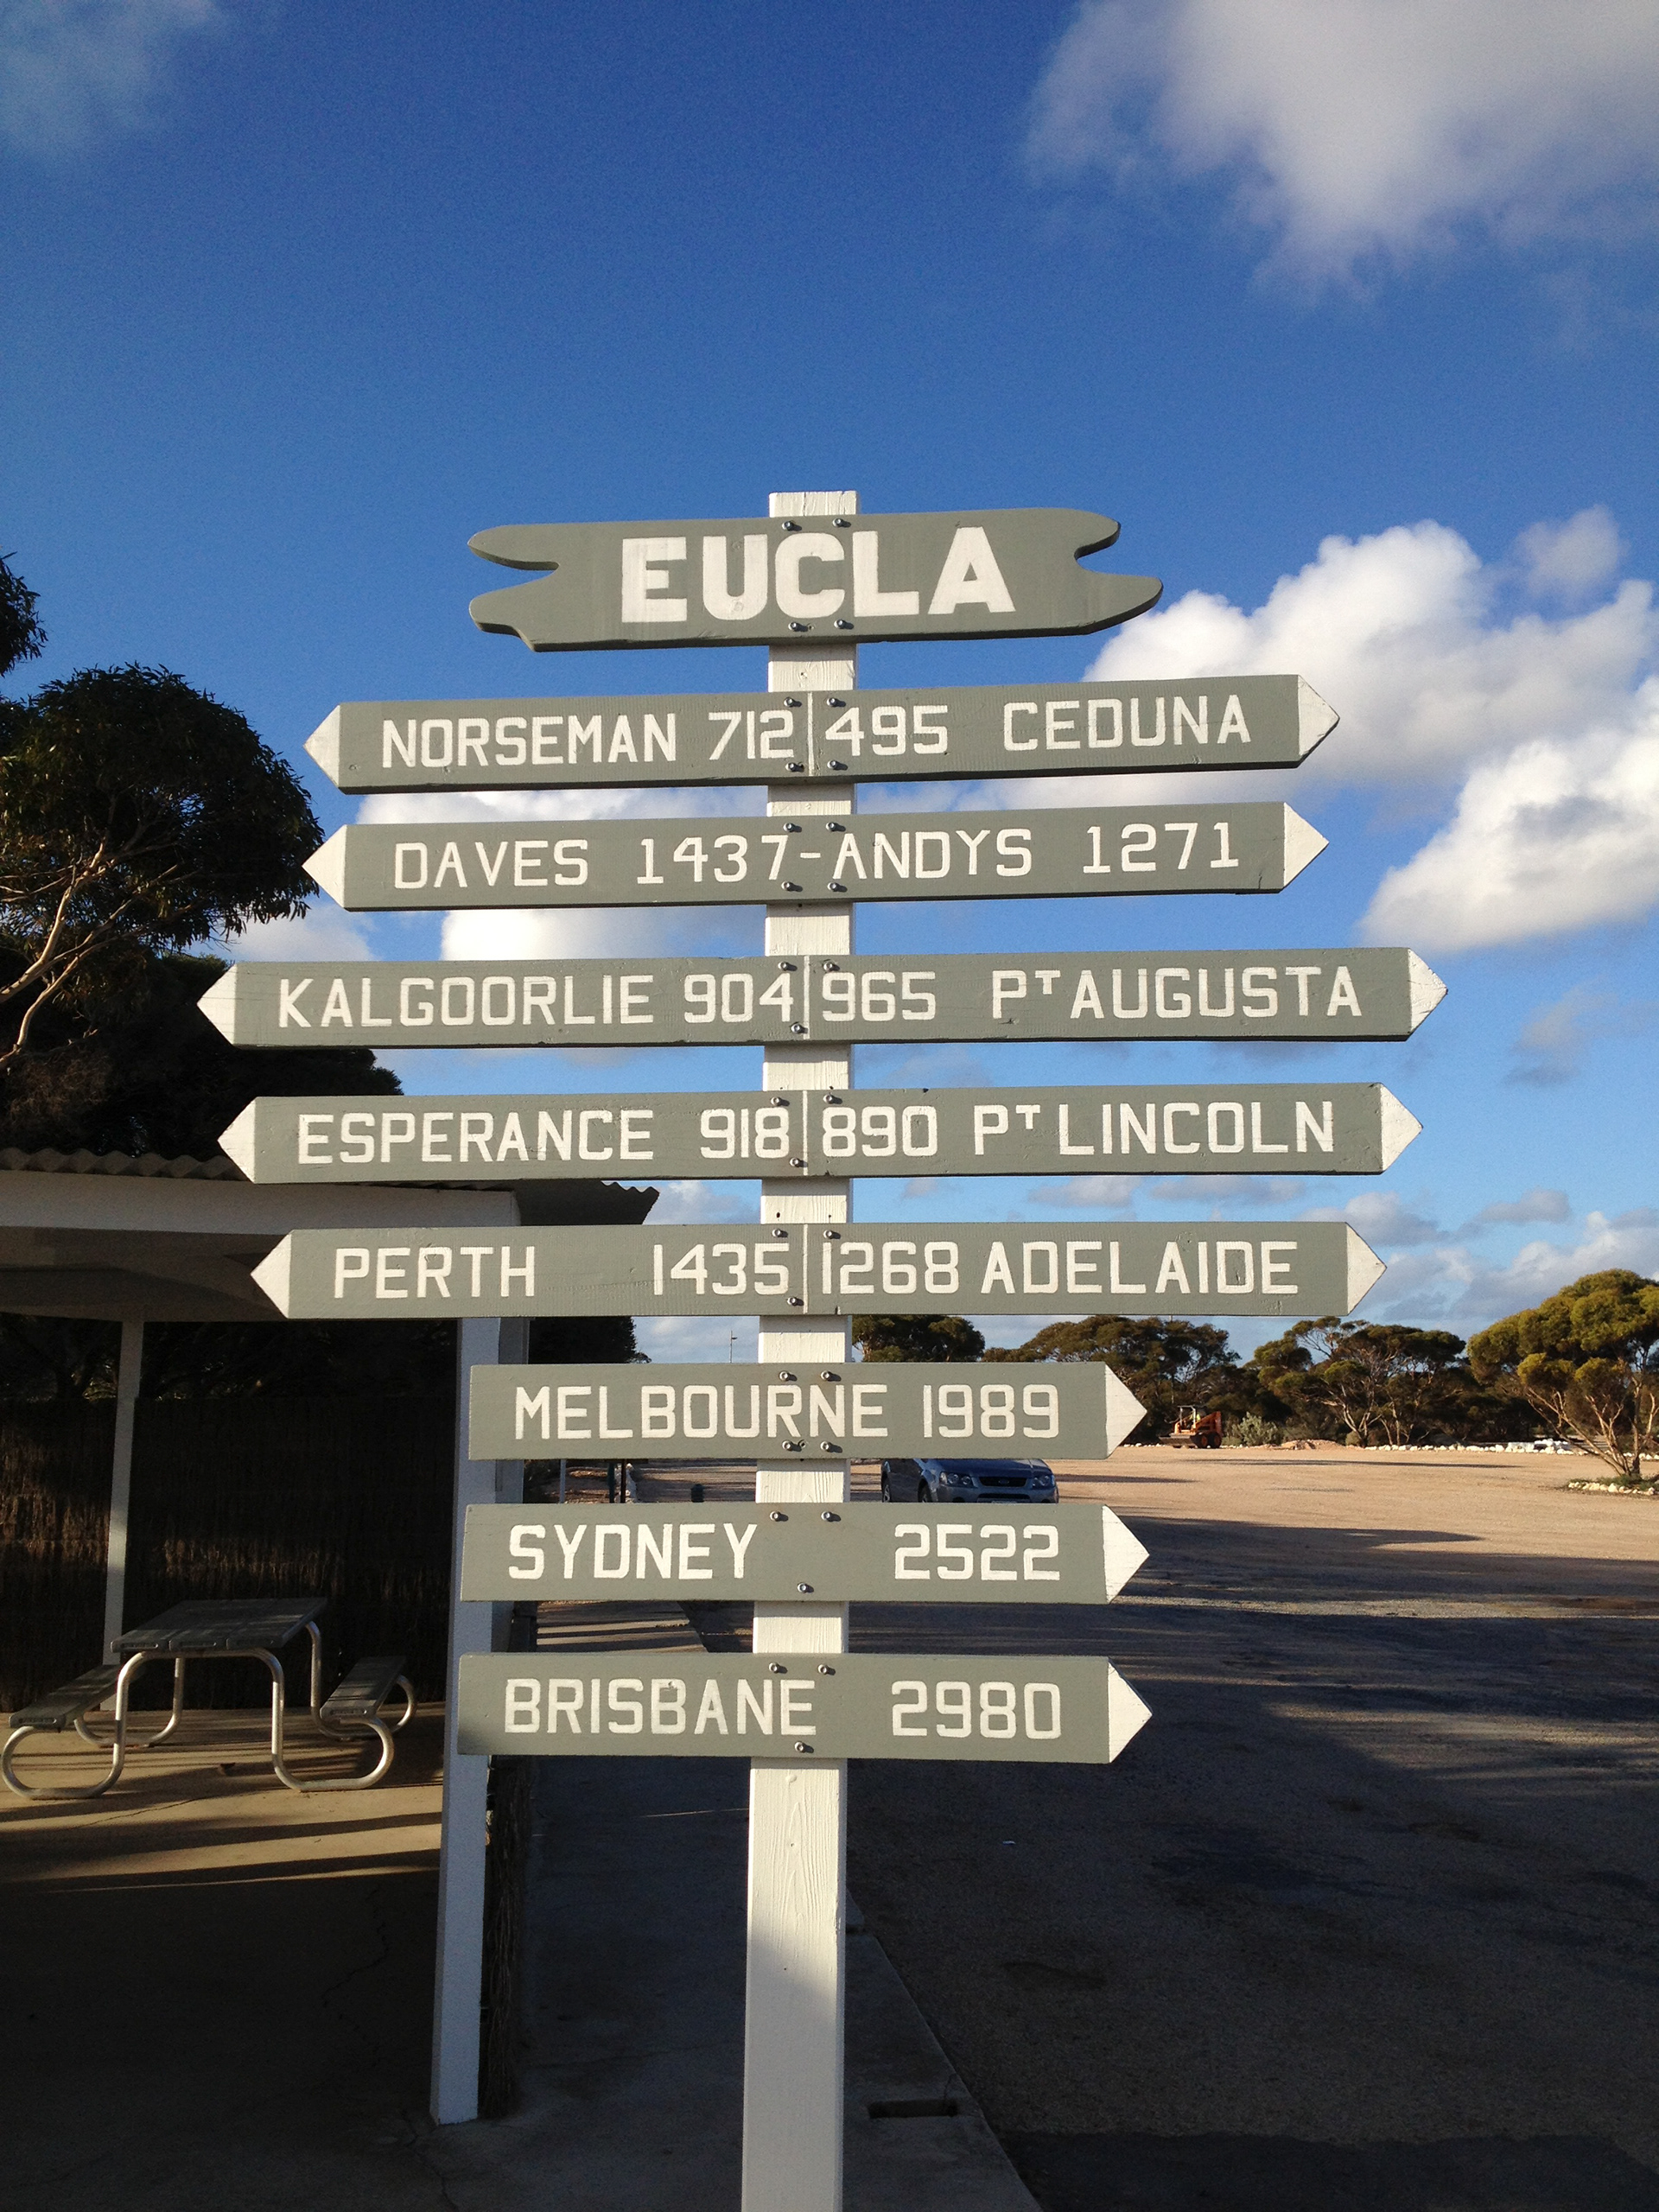 EUCLA
NORSEMAN 712 495 CEDUNA
DAVES 1437-ANDYS 1271
KALGOORLIE 904 965 PT AUGUSTA
ESPERANCE 918 890 PT LINCOLN
PERTH 1435 1268 ADELAIDE
MELBOURNE 1989
SYDNEY 2522
BRISBANE 2980